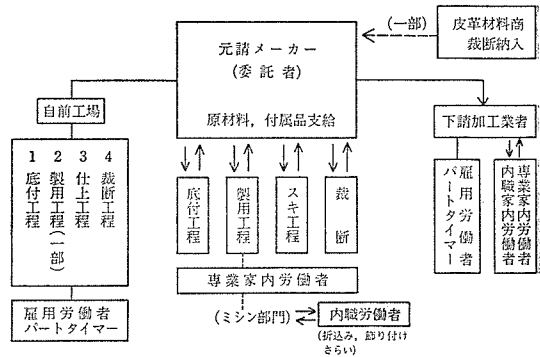 元請メーカー
(委託者)
原材料，付属品支給
(一部)
皮革材料商
裁断納入
自前工場
1 底付工程
2 製甲工程(一部)
3 仕上工程
4 裁断工程
雇用労働者
パートタイマー
底付工程
製甲工程
スキ工程
裁断
専業家内労働者
(ミシン部門)
内職労働者
(折込み，飾り付け
さらい)
下請加工業者
雇用労働者
パートタイマー
専業家内労働者
内職家内労働者